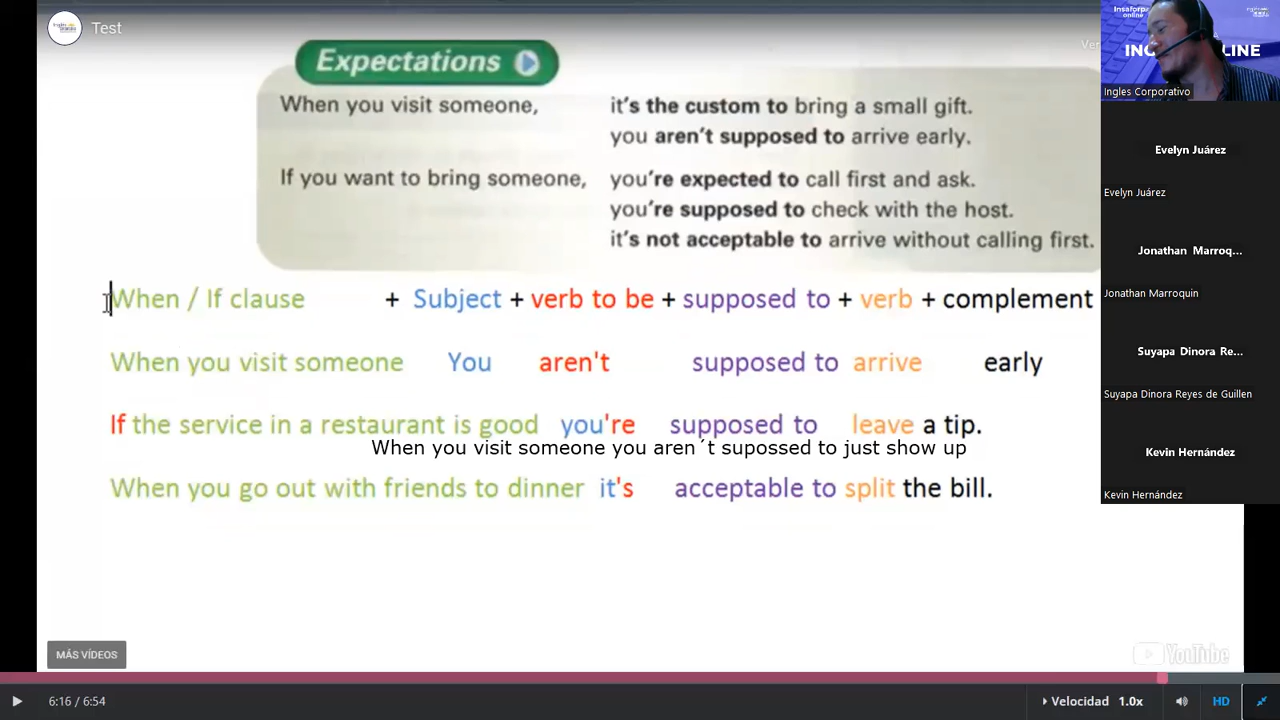 Test
Expectations
When you visit someone, it's the custom to bring a small gift.
you aren't supposed to arrive early.
If you want to bring someone, you're expected to call first and ask.
you're supposed to check with the host.
it's not acceptable to arrive without calling first.
When / If clause + Subject + verb to be + supposed to + verb + complement
When you visit someone You aren't supposed to arrive early
If the service in a restaurant is good you're supposed to leave a tip.
When you visit someone you aren´t supossed to just show up
When you go out with friends to dinner it's acceptable to split the bill.
MÁS VÍDEOS
YouTube
6:16 / 6:54
Velocidad 1.0x
HD
Ingles Corporativo
Evelyn Juárez
Evelyn Juárez
Jonathan Marroq...
Jonathan Marroquin
Suyapa Dinora Re...
Suyapa Dinora Reyes de Guillen
Kevin Hernández
Kevin Hernández